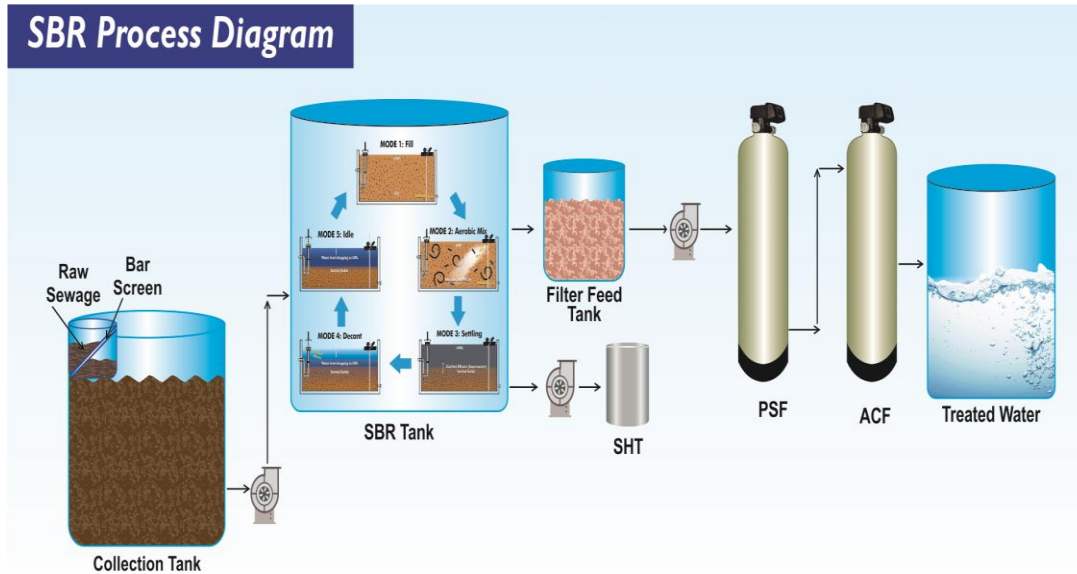 SBR Process Diagram
MODE 1: Fill
MODE 5: Idle
MODE 2: Aerobic Mix
MODE 4: Decant
MODE 3: Settling
Raw
Sewage
Bar
Screen
Filter Feed
Tank
SBR Tank
SHT
PSF
ACF
Treated Water
Collection Tank